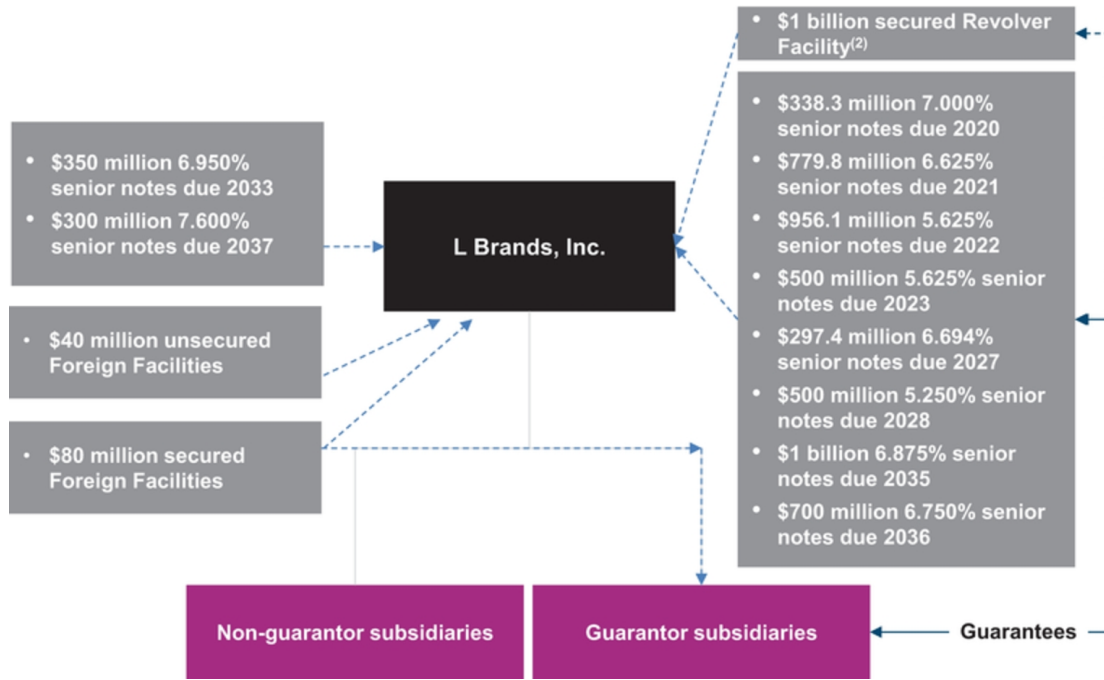 • $1 billion secured Revolver
Facility(2)
• $350 million 6.950%
senior notes due 2033
• $300 million 7.600%
senior notes due 2037
L Brands, Inc.
• $338.3 million 7.000%
senior notes due 2020
• $779.8 million 6.625%
senior notes due 2021
• $956.1 million 5.625%
senior notes due 2022
• $500 million 5.625% senior
notes due 2023
• $297.4 million 6.694%
senior notes due 2027
• $500 million 5.250% senior
notes due 2028
• $1 billion 6.875% senior
notes due 2035
• $700 million 6.750% senior
notes due 2036
• $40 million unsecured
Foreign Facilities
• $80 million secured
Foreign Facilities
Non-guarantor subsidiaries
Guarantor subsidiaries
Guarantees